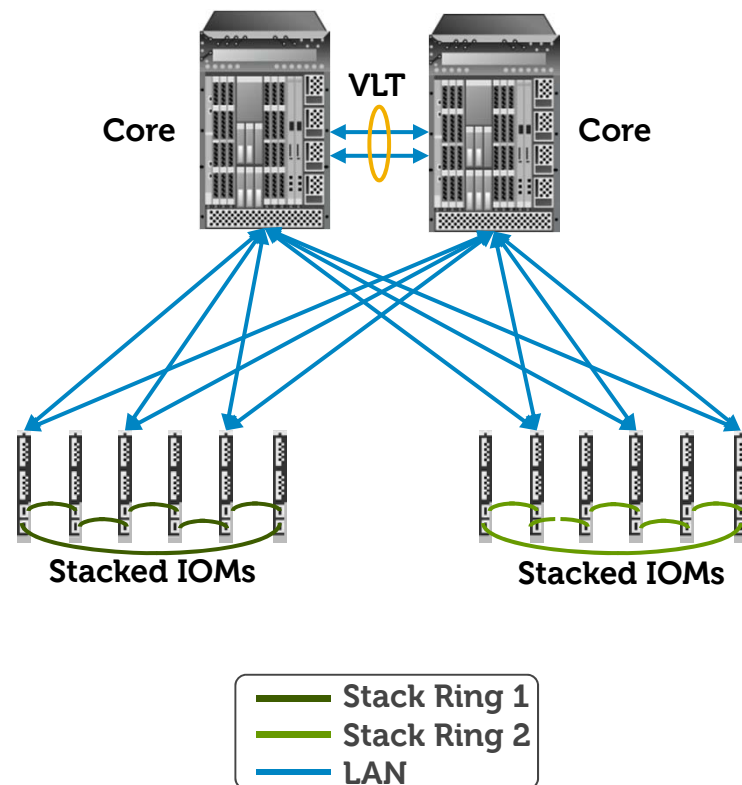 VLT
Core
Core
Stacked IOMs
Stacked IOMs
Stack Ring 1
Stack Ring 2
LAN